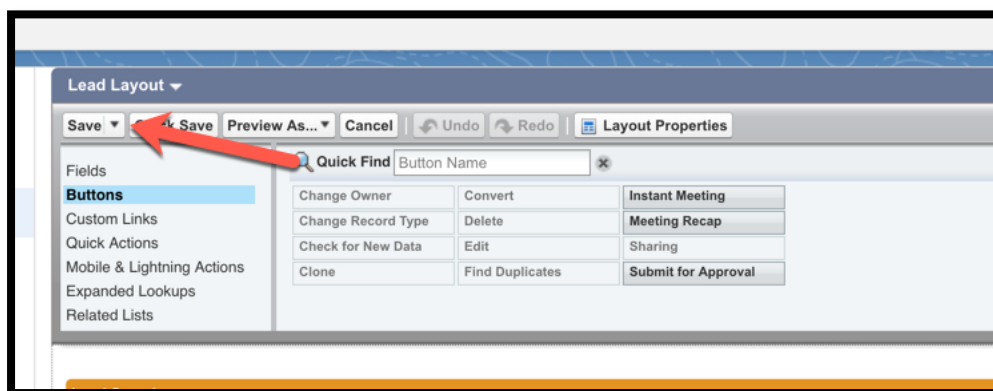 Lead Layout
Save Quick Save Preview As... Cancel Undo Redo Layout Properties
Quick Find Button Name
Fields
Buttons
Custom Links
Quick Actions
Mobile & Lightning Actions
Expanded Lookups
Related Lists
Change Owner Convert Instant Meeting
Change Record Type Delete Meeting Recap
Check for New Data Edit Sharing
Clone Find Duplicates Submit for Approval